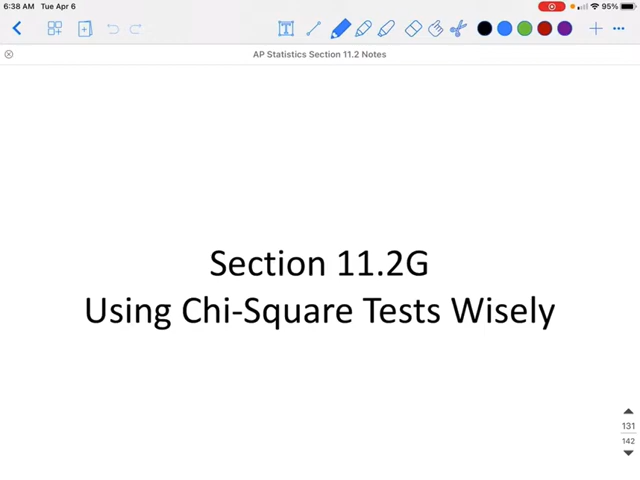 6:38 AM Tue Apr 6
95%
T
AP Statistics Section 11.2 Notes
Section 11.2G
Using Chi-Square Tests Wisely
131
142